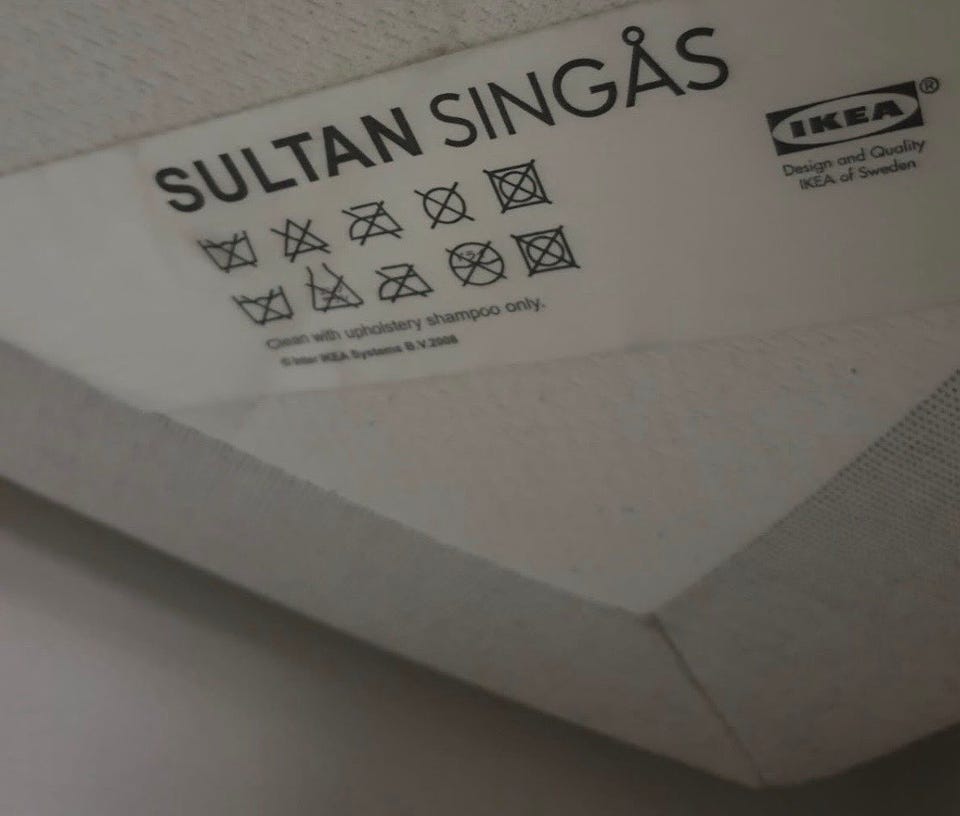 SULTAN SINGÅS
IKEA®
Design and Quality
IKEA of Sweden
Clean with upholstery shampoo only.
© Inter IKEA Systems B.V.2008